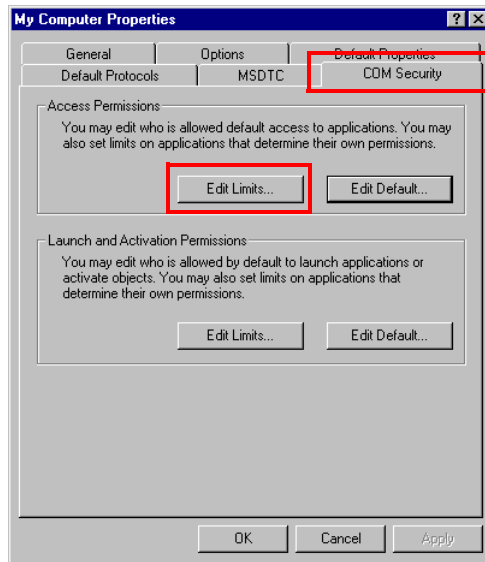 My Computer Properties
General Options Default Properties
Default Protocols MSDTC COM Security
Access Permissions
You may edit who is allowed default access to applications. You may
also set limits on applications that determine their own permissions.
Edit Limits... Edit Default...
Launch and Activation Permissions
You may edit who is allowed by default to launch applications or
activate objects. You may also set limits on applications that
determine their own permissions.
Edit Limits... Edit Default...
OK Cancel Apply